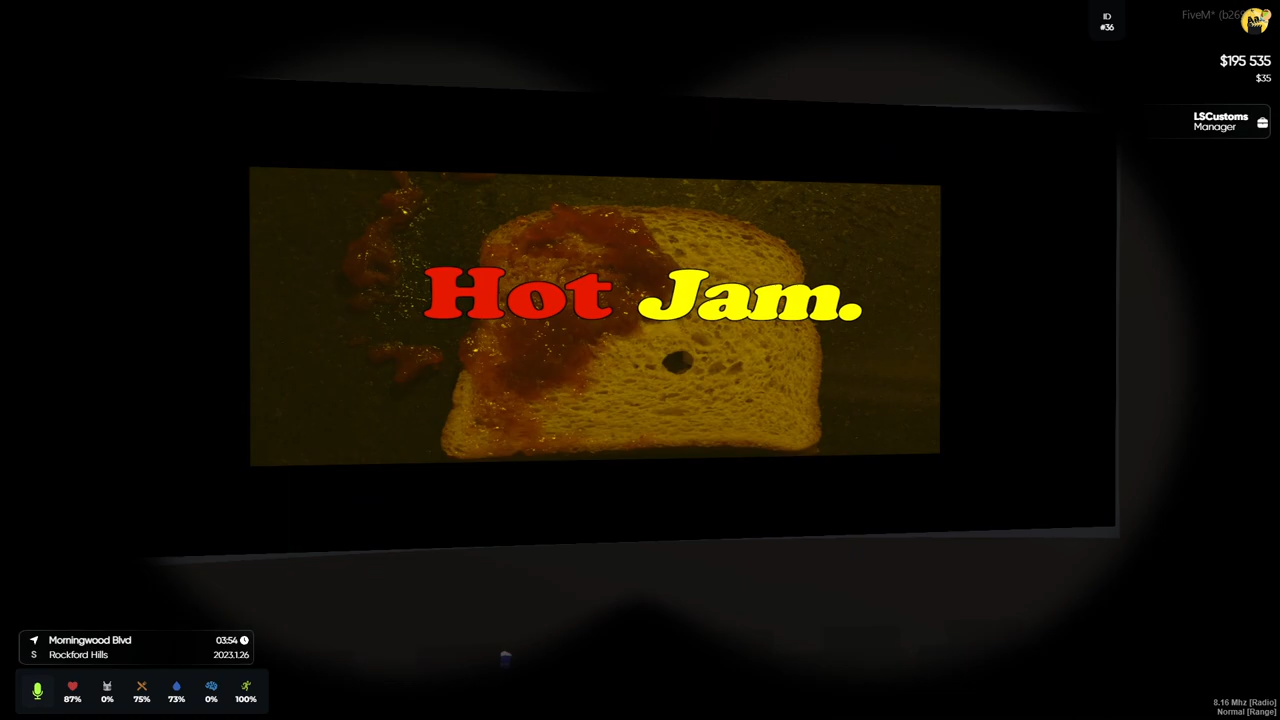 ID
#36
FiveM* (b26
$195 535
$35
LSCustoms
Manager
Hot Jam.
Morningwood Blvd
03:54
S
Rockford Hills
2023.1.26
87%
0%
75%
73%
0%
100%
8.16 Mhz [Radio]
Normal [Range]